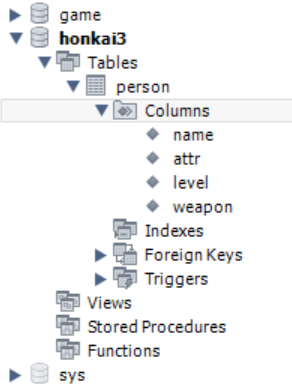 game
honkai3
Tables
person
Columns
name
attr
level
weapon
Indexes
Foreign Keys
Triggers
Views
Stored Procedures
Functions
sys